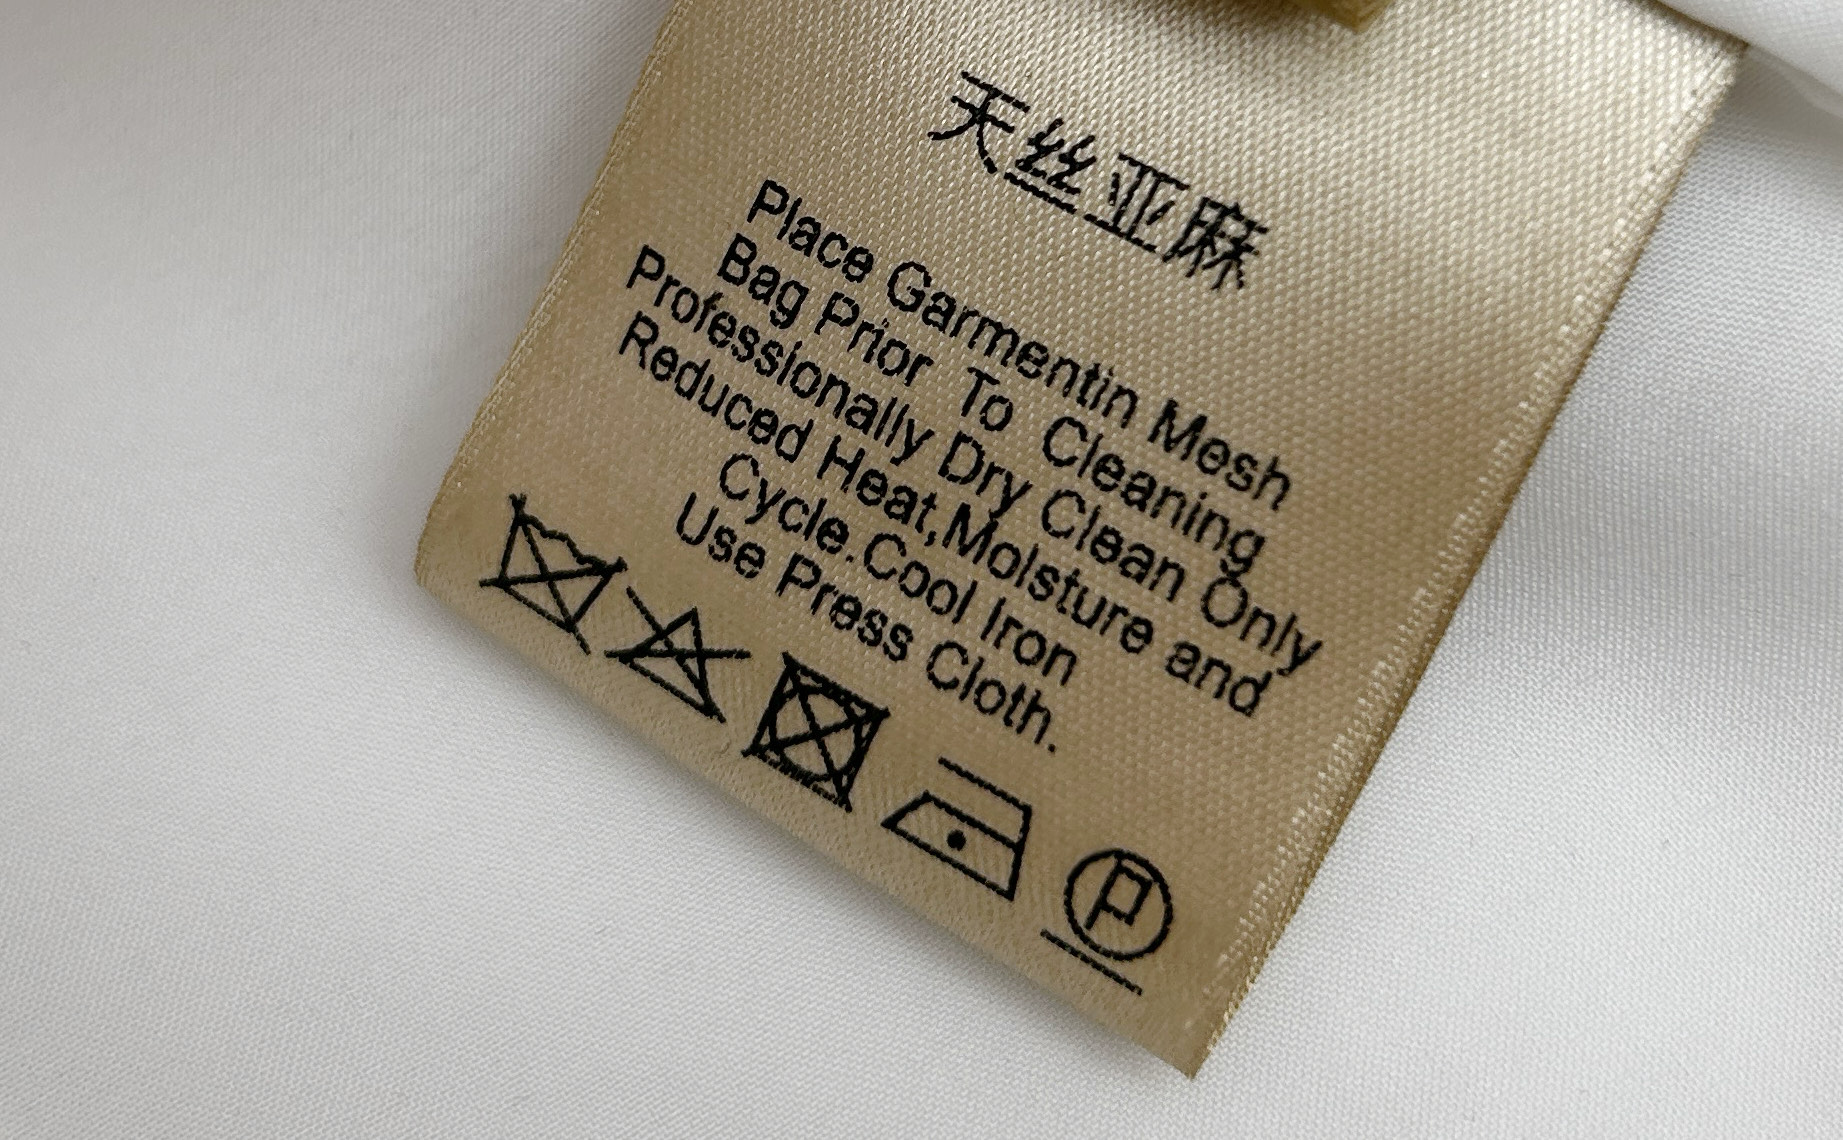 天丝亚麻
Place Garmentin Mesh
Bag Prior To Cleaning
Professionally Dry Clean Only
Reduced Heat,Molsture and
Cycle.Cool Iron
Use Press Cloth.
P